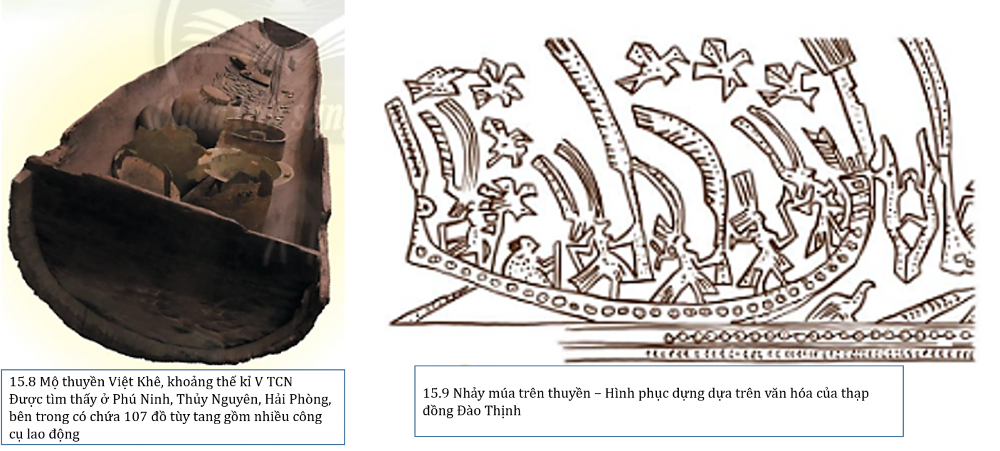 15.8 Mộ thuyền Việt Khê, khoảng thế kỉ V TCN
Được tìm thấy ở Phú Ninh, Thủy Nguyên, Hải Phòng,
bên trong có chứa 107 đồ tùy tang gồm nhiều công
cụ lao động
15.9 Nhảy múa trên thuyền – Hình phục dựng dựa trên văn hóa của thạp
đồng Đào Thịnh